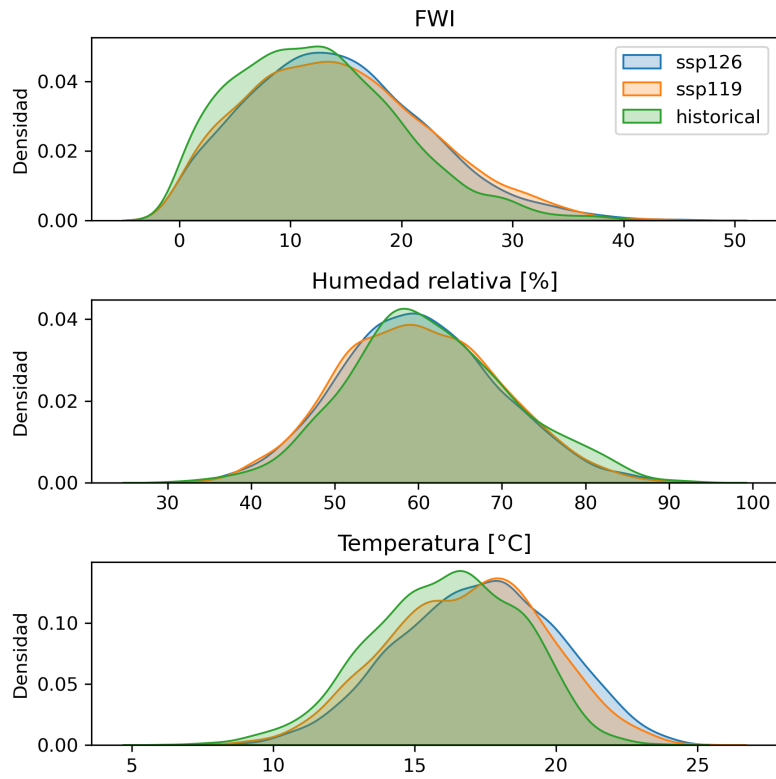 FWI
Densidad
0.04
0.02
0.00
ssp126
ssp119
historical
0 10 20 30 40 50
Humedad relativa [%]
Densidad
0.04
0.02
0.00
30 40 50 60 70 80 90 100
Temperatura [°C]
Densidad
0.10
0.05
0.00
5 10 15 20 25